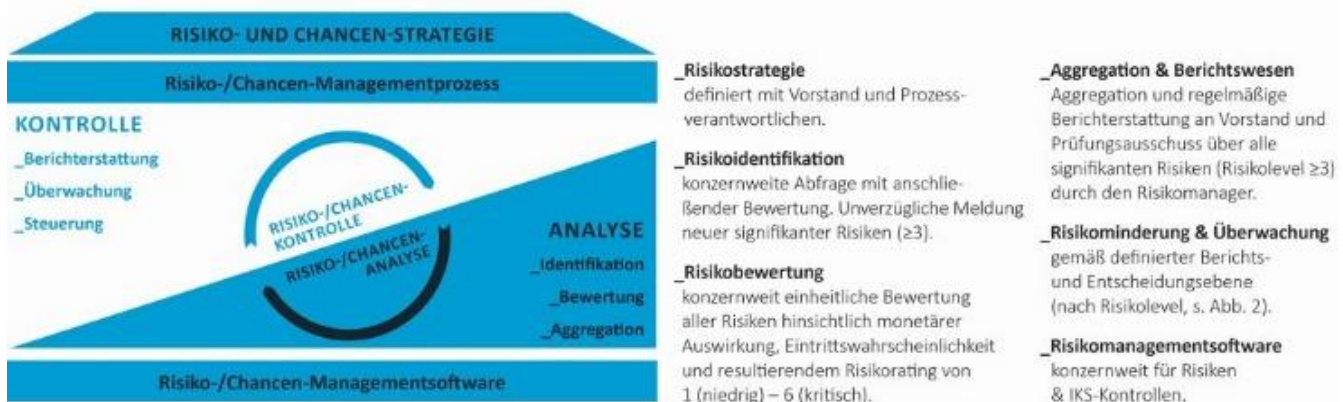 RISIKO- UND CHANCEN-STRATEGIE
Risiko-/Chancen-Managementprozess
KONTROLLE
_Berichterstattung
_Überwachung
_Steuerung
RISIKO-/CHANCEN-
KONTROLLE
RISIKO-/CHANCEN-
ANALYSE
ANALYSE
_Identifikation
_Bewertung
_Aggregation
Risiko-/Chancen-Managementsoftware
_Risikostrategie
definiert mit Vorstand und Prozess-
verantwortlichen.
_Risikoidentifikation
konzernweite Abfrage mit anschlie-
ßender Bewertung. Unverzügliche Meldung
neuer signifikanter Risiken (≥3).
_Risikobewertung
konzernweit einheitliche Bewertung
aller Risiken hinsichtlich monetärer
Auswirkung, Eintrittswahrscheinlichkeit
und resultierendem Risikorating von
1 (niedrig) – 6 (kritisch).
_Aggregation & Berichtswesen
Aggregation und regelmäßige
Berichterstattung an Vorstand und
Prüfungsausschuss über alle
signifikanten Risiken (Risikolevel ≥3)
durch den Risikomanager.
_Risikominderung & Überwachung
gemäß definierter Berichts-
und Entscheidungsebene
(nach Risikolevel, s. Abb. 2).
_Risikomanagementsoftware
konzernweit für Risiken
& IKS-Kontrollen.